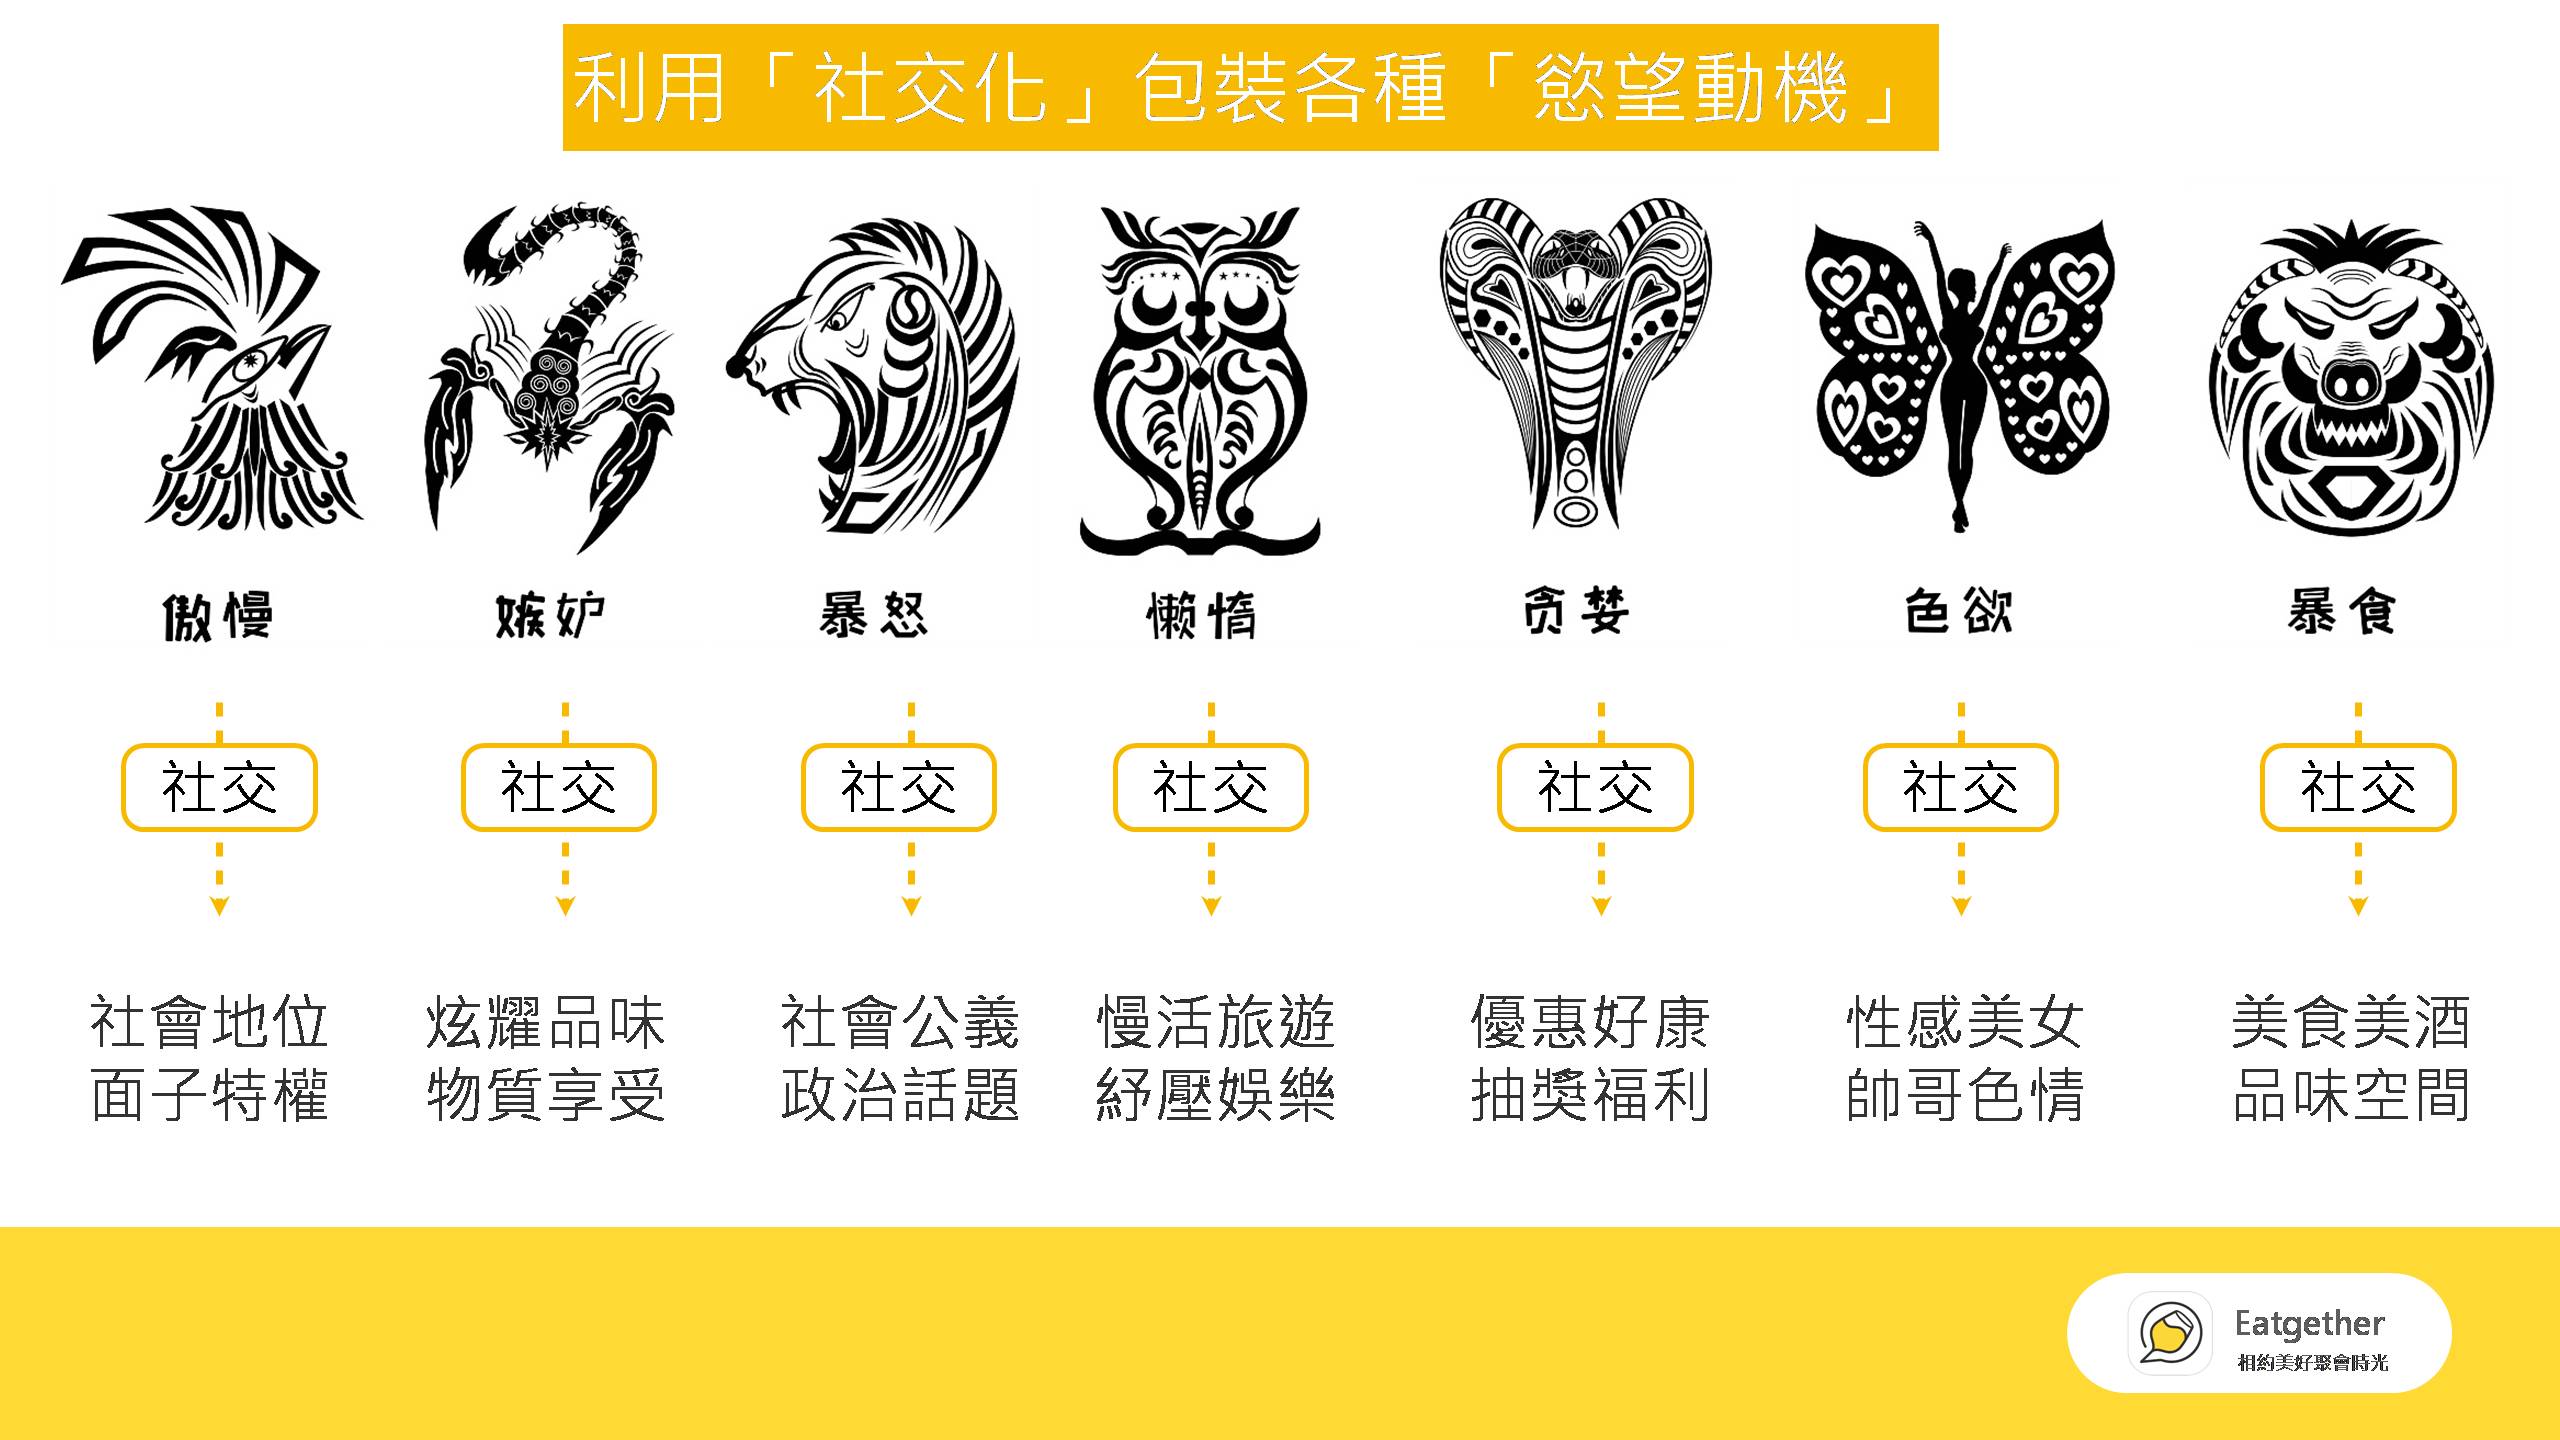 利用「社交化」包裝各種「慾望動機」
傲慢
嫉妒
暴怒
懒惰
贪婪
色欲
暴食
社交
社交
社交
社交
社交
社交
社交
社會地位
面子特權
炫耀品味
物質享受
社會公義
政治話題
慢活旅遊
紓壓娛樂
優惠好康
抽獎福利
性感美女
帥哥色情
美食美酒
品味空間
Eatgether
相約美好聚會時光